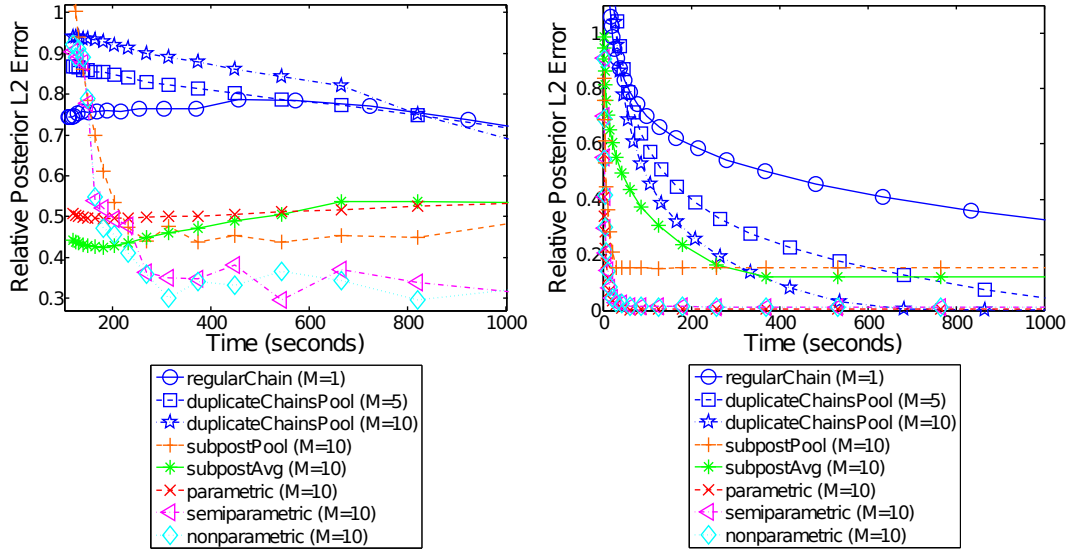 Relative Posterior L2 Error
1
0.9
0.8
0.7
0.6
0.5
0.4
0.3
200
400
600
800
1000
Time (seconds)
regularChain (M=1)
duplicateChainsPool (M=5)
duplicateChainsPool (M=10)
subpostPool (M=10)
subpostAvg (M=10)
parametric (M=10)
semiparametric (M=10)
nonparametric (M=10)
Relative Posterior L2 Error
1
0.8
0.6
0.4
0.2
0
0
200
400
600
800
1000
Time (seconds)
regularChain (M=1)
duplicateChainsPool (M=5)
duplicateChainsPool (M=10)
subpostPool (M=10)
subpostAvg (M=10)
parametric (M=10)
semiparametric (M=10)
nonparametric (M=10)